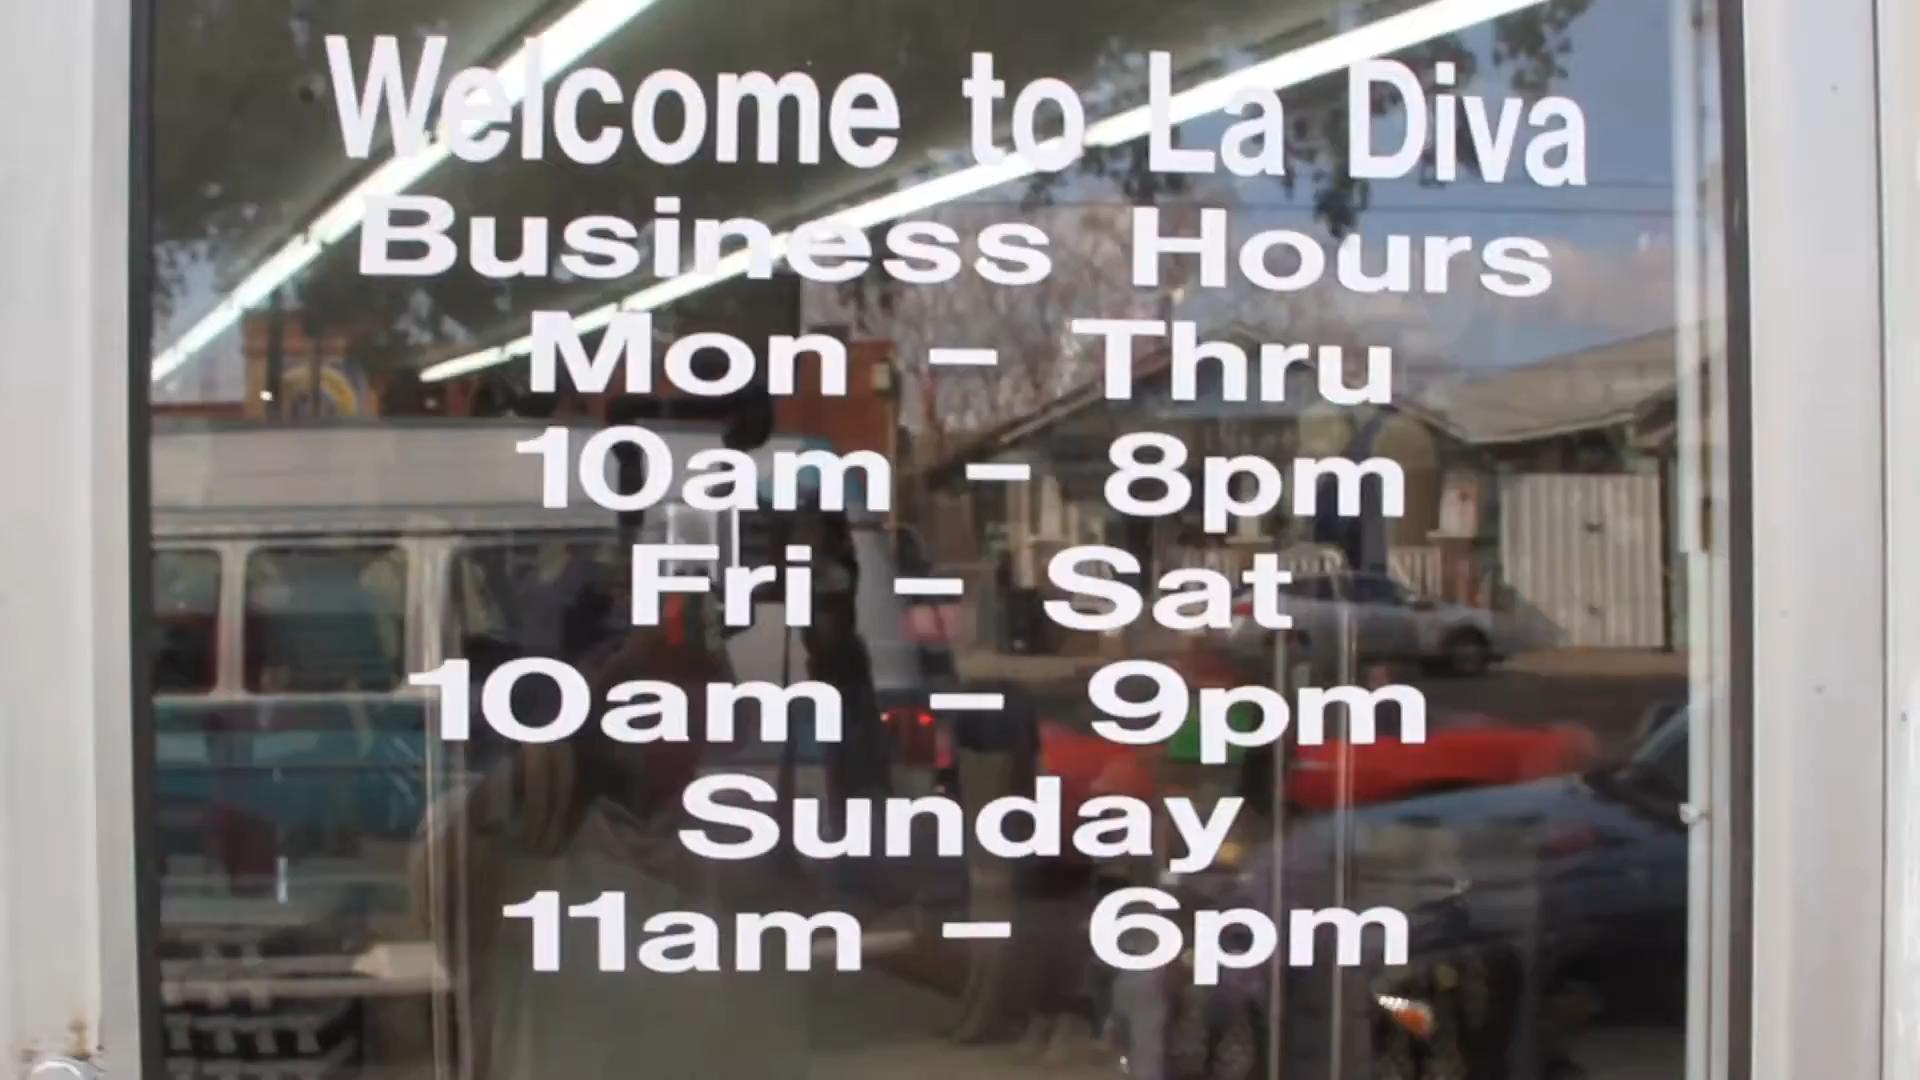 Welcome to La Diva
Business Hours
Mon - Thru
10am - 8pm
Fri - Sat
10am - 9pm
Sunday
11am - 6pm